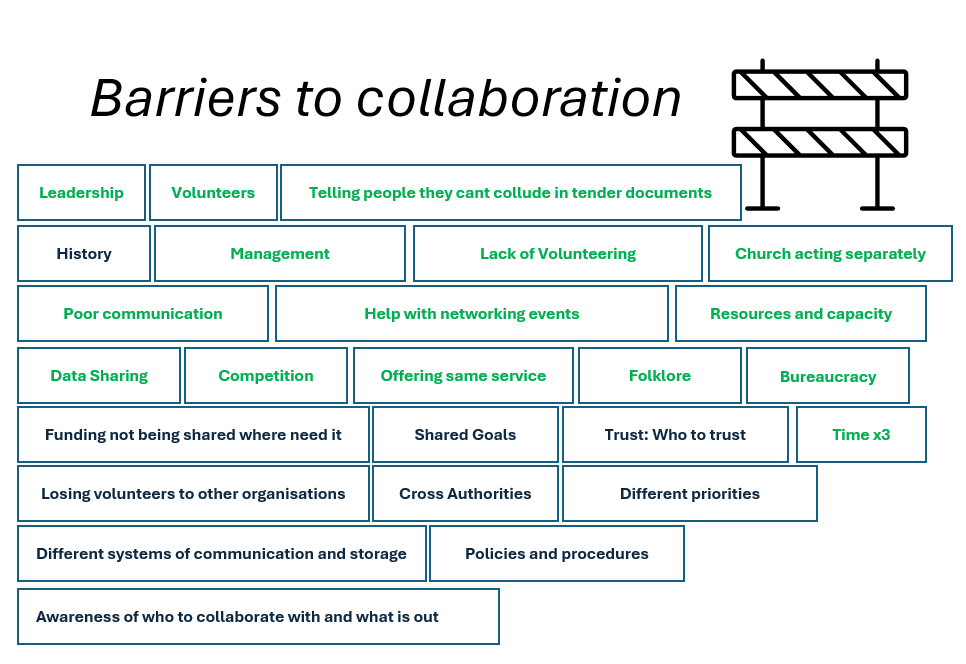 Barriers to collaboration
Leadership
Volunteers
Telling people they cant collude in tender documents
History
Management
Lack of Volunteering
Church acting separately
Poor communication
Help with networking events
Resources and capacity
Data Sharing
Competition
Offering same service
Folklore
Bureaucracy
Funding not being shared where need it
Shared Goals
Trust: Who to trust
Time x3
Losing volunteers to other organisations
Cross Authorities
Different priorities
Different systems of communication and storage
Policies and procedures
Awareness of who to collaborate with and what is out